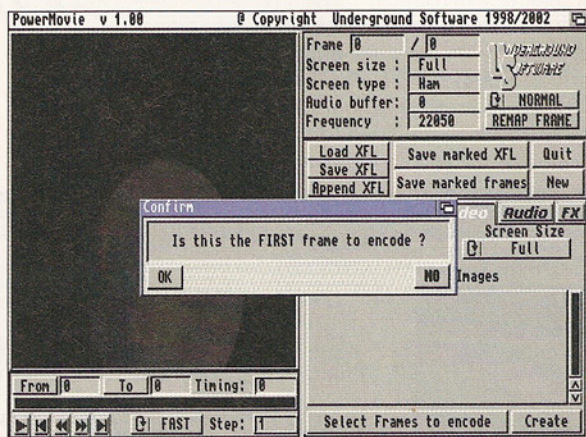 PowerMovie v 1.00 @ Copyright Underground Software 1998/2002
Frame 0 / 0
Screen size : Full
Screen type : Ham
Audio buffer: 0
Frequency : 22050
UNDERGROUND
SOFTWARE
NORMAL
REMAP FRAME
Load XFL
Save XFL
Append XFL
Save marked XFL
Save marked frames
Quit
New
Confirm
Is this the FIRST frame to encode ?
OK
NO
deo Audio FX
Screen Size
Full
Images
From 0 To 0 Timing: 0
FAST Step: 1
Select Frames to encode Create